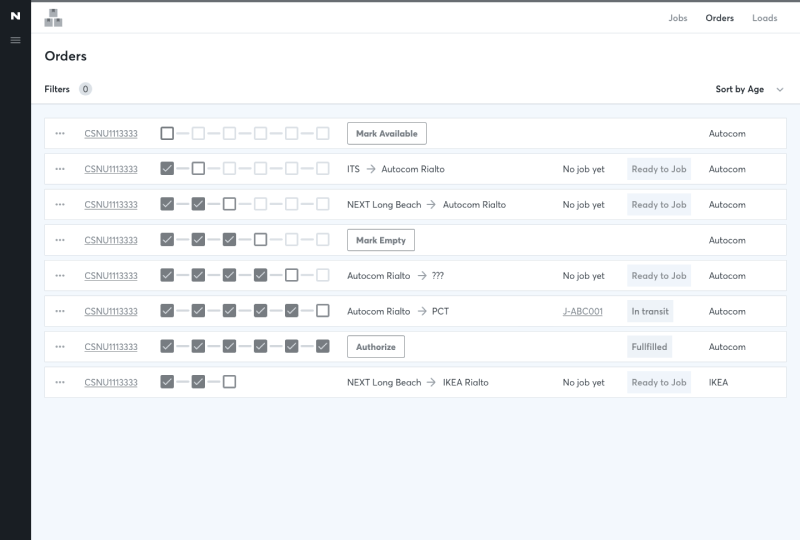 N
Jobs Orders Loads
Orders
Filters 0 Sort by Age
CSNU1113333 Mark Available Autocom
CSNU1113333 ITS → Autocom Rialto No job yet Ready to Job Autocom
CSNU1113333 NEXT Long Beach → Autocom Rialto No job yet Ready to Job Autocom
CSNU1113333 Mark Empty Autocom
CSNU1113333 Autocom Rialto → ??? No job yet Ready to Job Autocom
CSNU1113333 Autocom Rialto → PCT J-ABC001 In transit Autocom
CSNU1113333 Authorize Fullfilled Autocom
CSNU1113333 NEXT Long Beach → IKEA Rialto No job yet Ready to Job IKEA